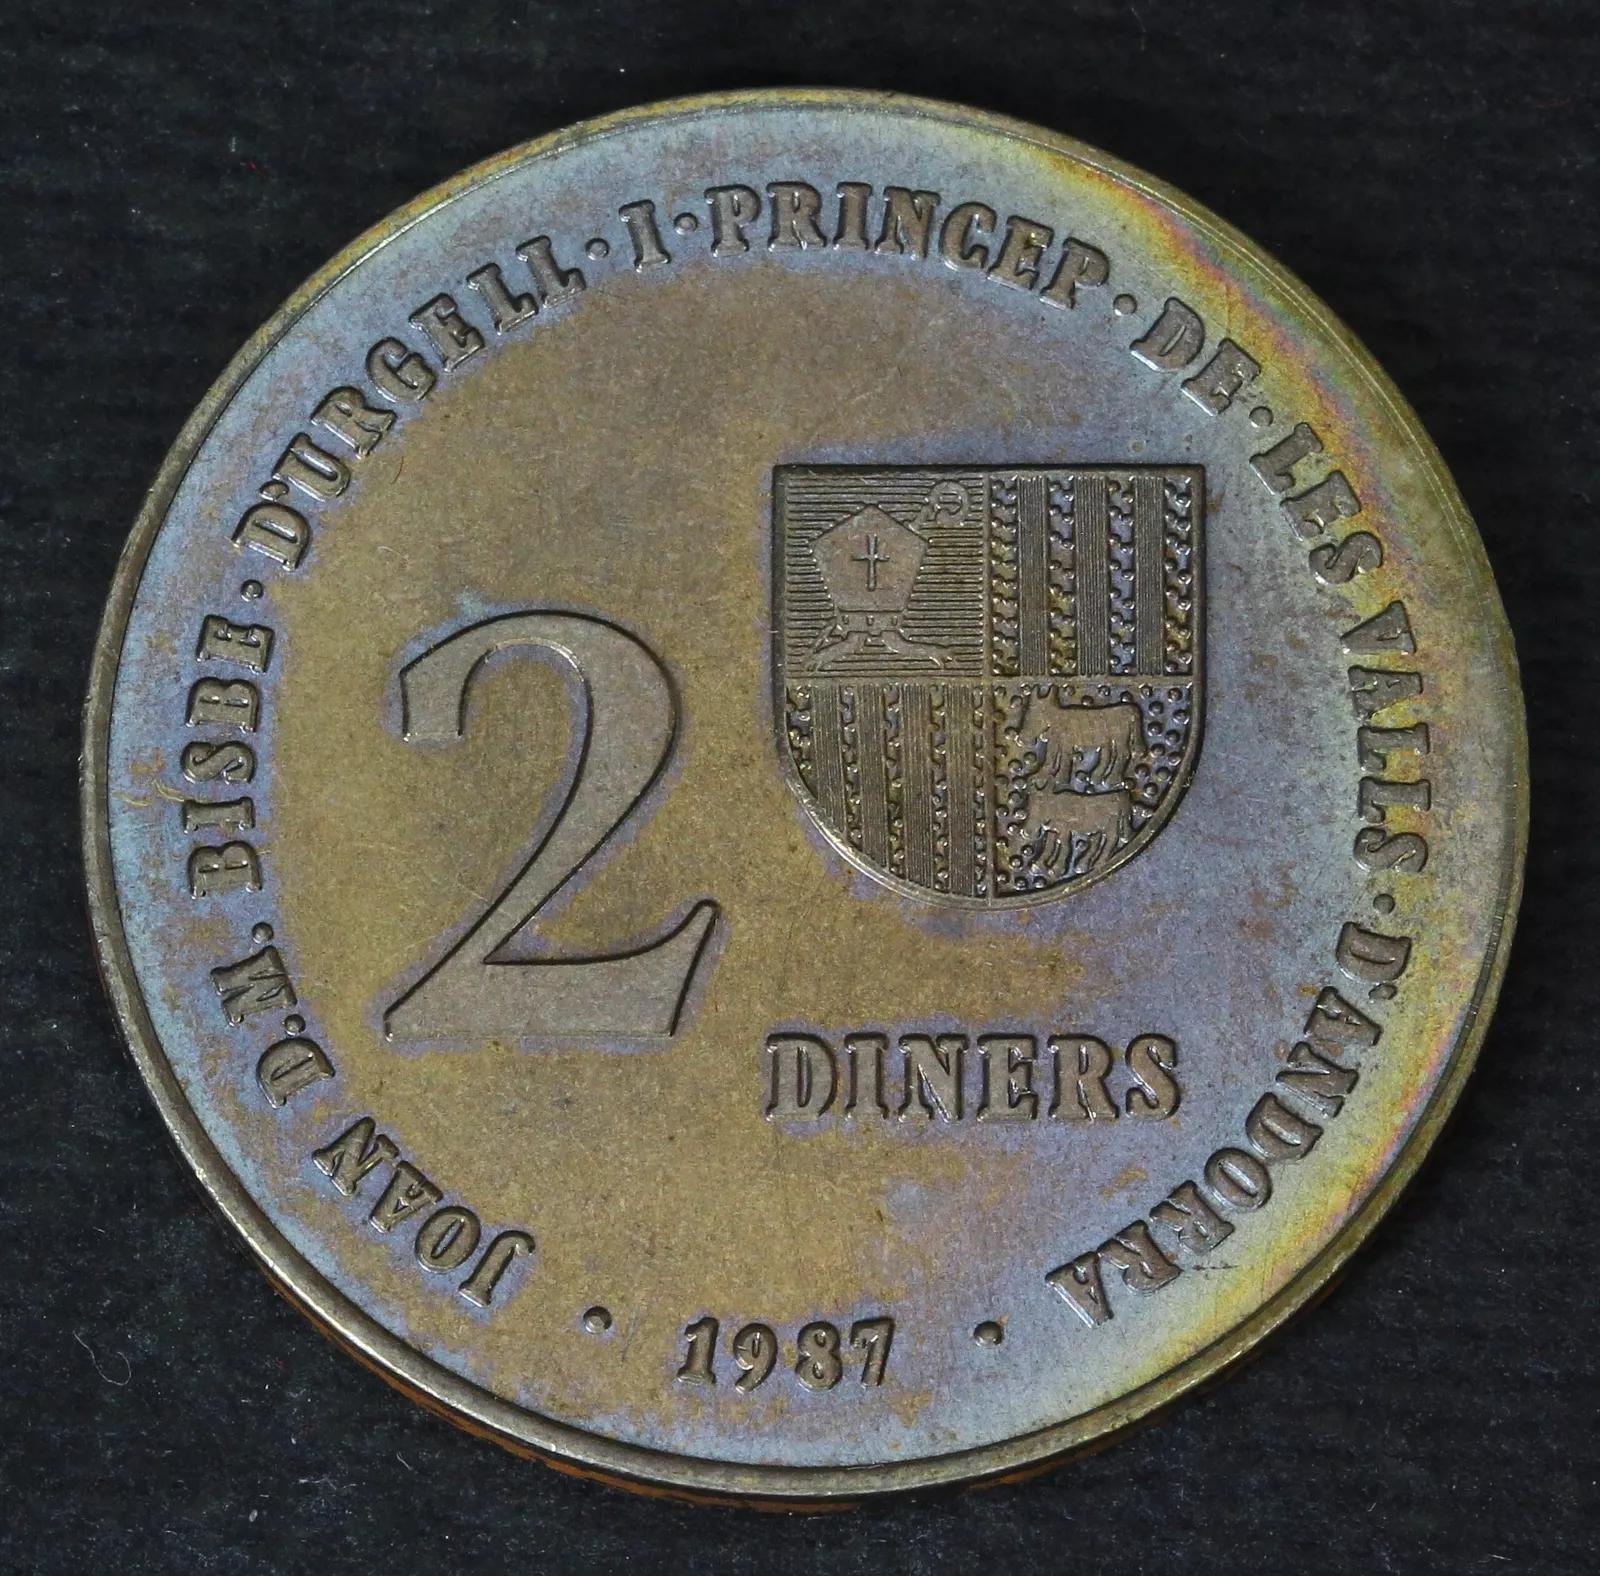 JOAN D.M. BISBE · D'URGELL · I · PRINCEP · DE · LES VALLS · D'ANDORRA
2
DINERS
· 1987 ·